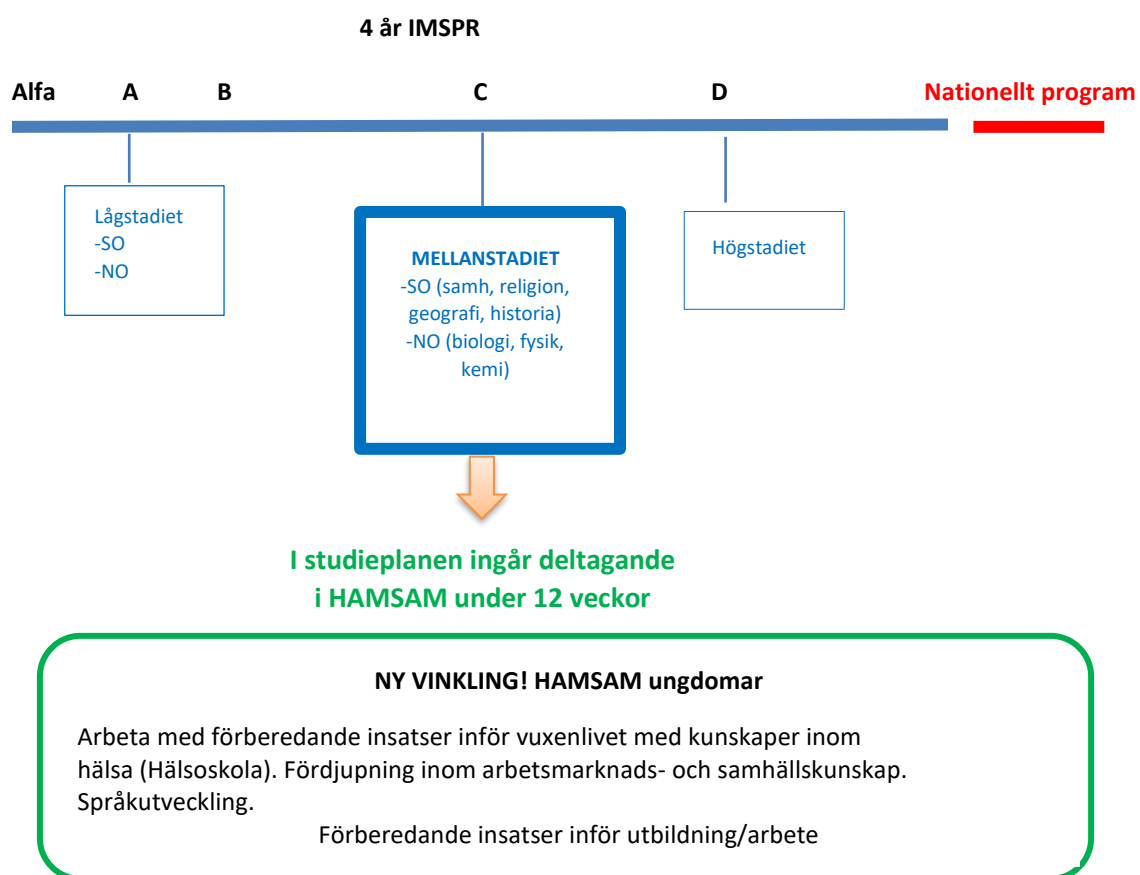 4 år IMSPR
Alfa A B C D Nationellt program
Lågstadiet
-SO
-NO
MELLANSTADIET
-SO (samh, religion,
geografi, historia)
-NO (biologi, fysik,
kemi)
Högstadiet
I studieplanen ingår deltagande
i HAMSAM under 12 veckor
NY VINKLING! HAMSAM ungdomar
Arbeta med förberedande insatser inför vuxenlivet med kunskaper inom
hälsa (Hälsoskola). Fördjupning inom arbetsmarknads- och samhällskunskap.
Språkutveckling.
Förberedande insatser inför utbildning/arbete